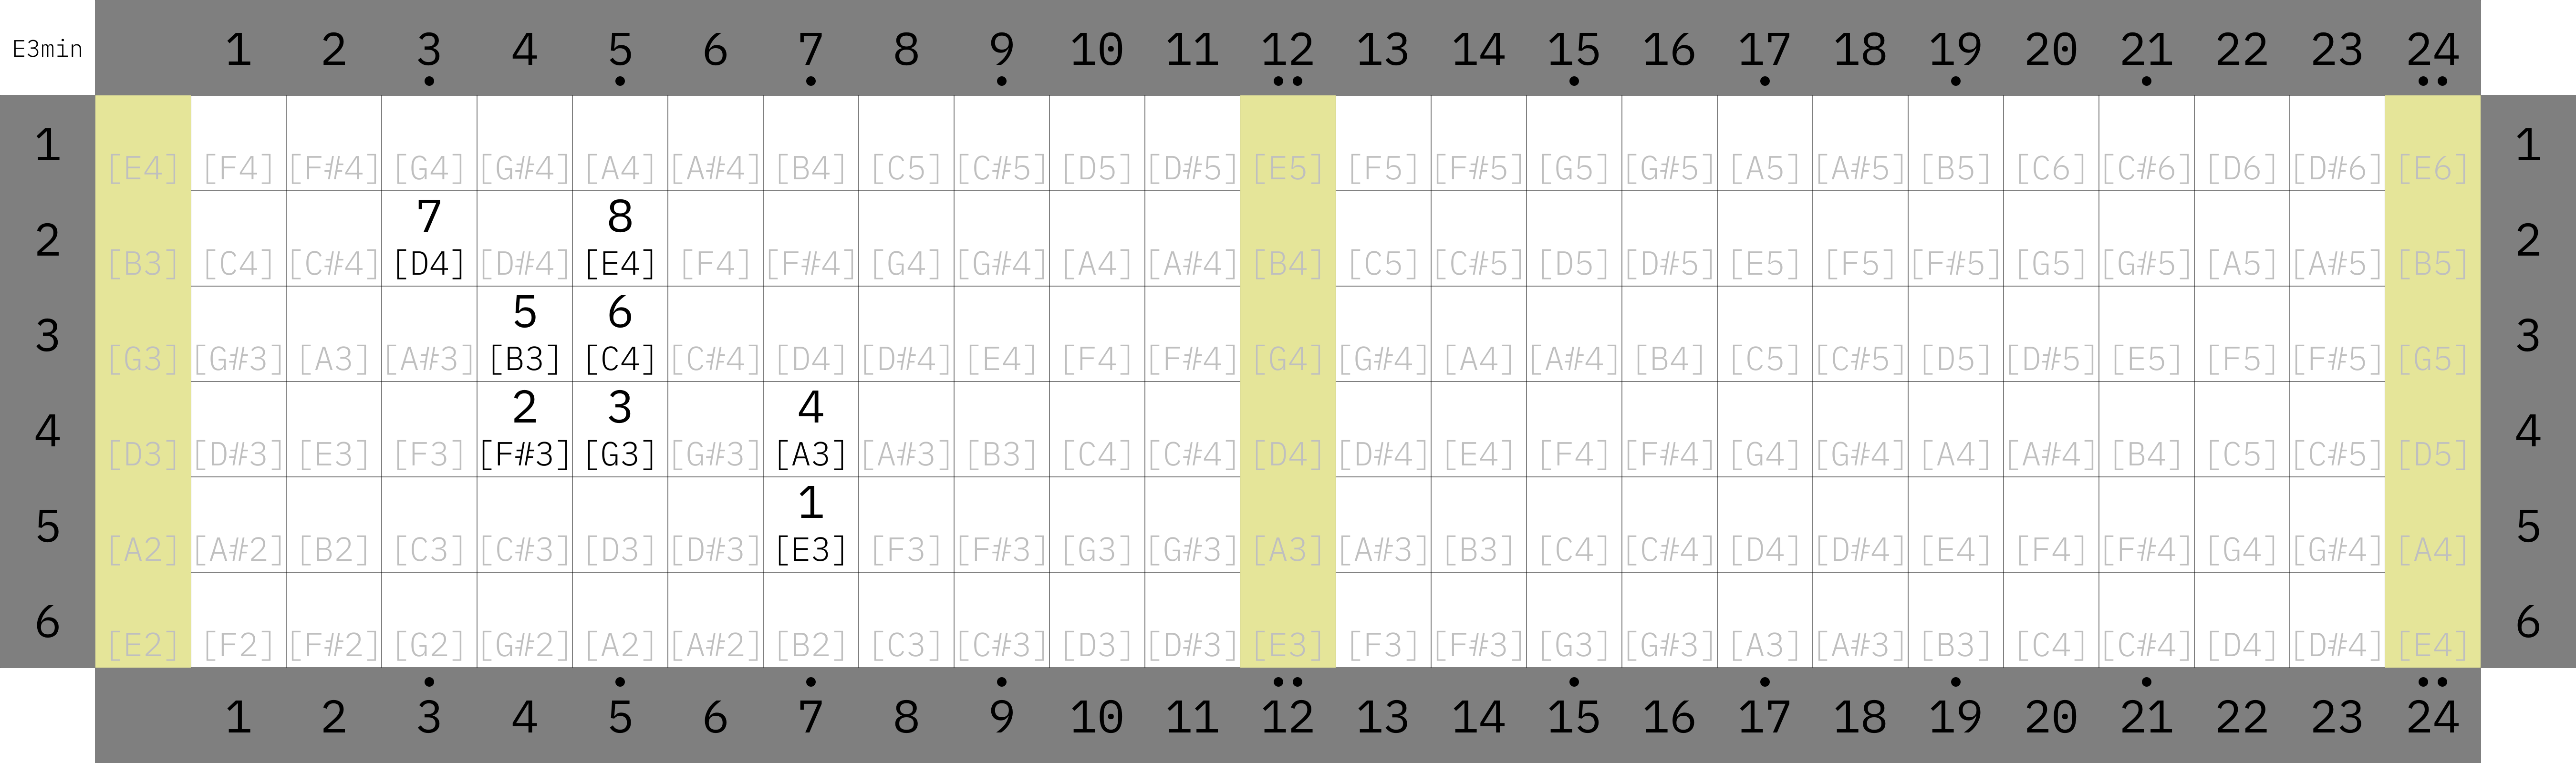 E3min 1 2 3 4 5 6 7 8 9 10 11 12 13 14 15 16 17 18 19 20 21 22 23 24
1 [E4] [F4] [F#4] [G4] [G#4] [A4] [A#4] [B4] [C5] [C#5] [D5] [D#5] [E5] [F5] [F#5] [G5] [G#5] [A5] [A#5] [B5] [C6] [C#6] [D6] [D#6] [E6] 1
7 8
2 [B3] [C4] [C#4] [D4] [D#4] [E4] [F4] [F#4] [G4] [G#4] [A4] [A#4] [B4] [C5] [C#5] [D5] [D#5] [E5] [F5] [F#5] [G5] [G#5] [A5] [A#5] [B5] 2
5 6
3 [G3] [G#3] [A3] [A#3] [B3] [C4] [C#4] [D4] [D#4] [E4] [F4] [F#4] [G4] [G#4] [A4] [A#4] [B4] [C5] [C#5] [D5] [D#5] [E5] [F5] [F#5] [G5] 3
2 3 4
4 [D3] [D#3] [E3] [F3] [F#3] [G3] [G#3] [A3] [A#3] [B3] [C4] [C#4] [D4] [D#4] [E4] [F4] [F#4] [G4] [G#4] [A4] [A#4] [B4] [C5] [C#5] [D5] 4
1
5 [A2] [A#2] [B2] [C3] [C#3] [D3] [D#3] [E3] [F3] [F#3] [G3] [G#3] [A3] [A#3] [B3] [C4] [C#4] [D4] [D#4] [E4] [F4] [F#4] [G4] [G#4] [A4] 5
6 [E2] [F2] [F#2] [G2] [G#2] [A2] [A#2] [B2] [C3] [C#3] [D3] [D#3] [E3] [F3] [F#3] [G3] [G#3] [A3] [A#3] [B3] [C4] [C#4] [D4] [D#4] [E4] 6
1 2 3 4 5 6 7 8 9 10 11 12 13 14 15 16 17 18 19 20 21 22 23 24